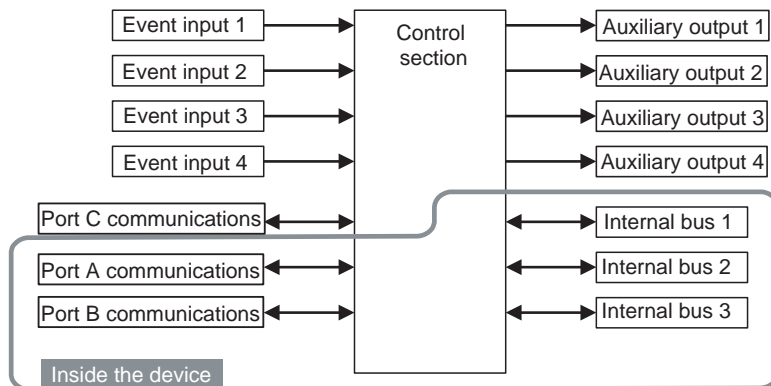 Event input 1
Event input 2
Event input 3
Event input 4
Port C communications
Port A communications
Port B communications
Inside the device
Control
section
Auxiliary output 1
Auxiliary output 2
Auxiliary output 3
Auxiliary output 4
Internal bus 1
Internal bus 2
Internal bus 3